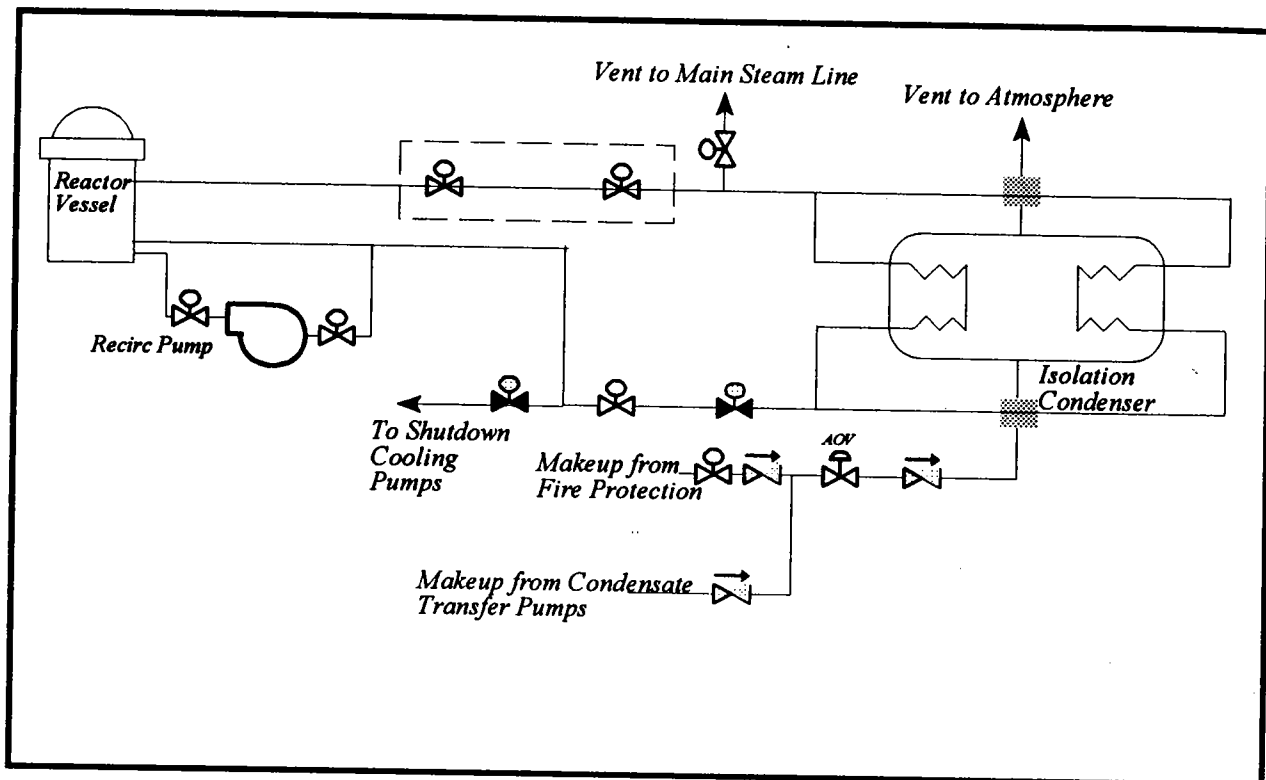 Vent to Main Steam Line
Vent to Atmosphere
Reactor
Vessel
Recirc Pump
Isolation
Condenser
To Shutdown
Cooling
Pumps
Makeup from
Fire Protection
AOV
Makeup from Condensate
Transfer Pumps